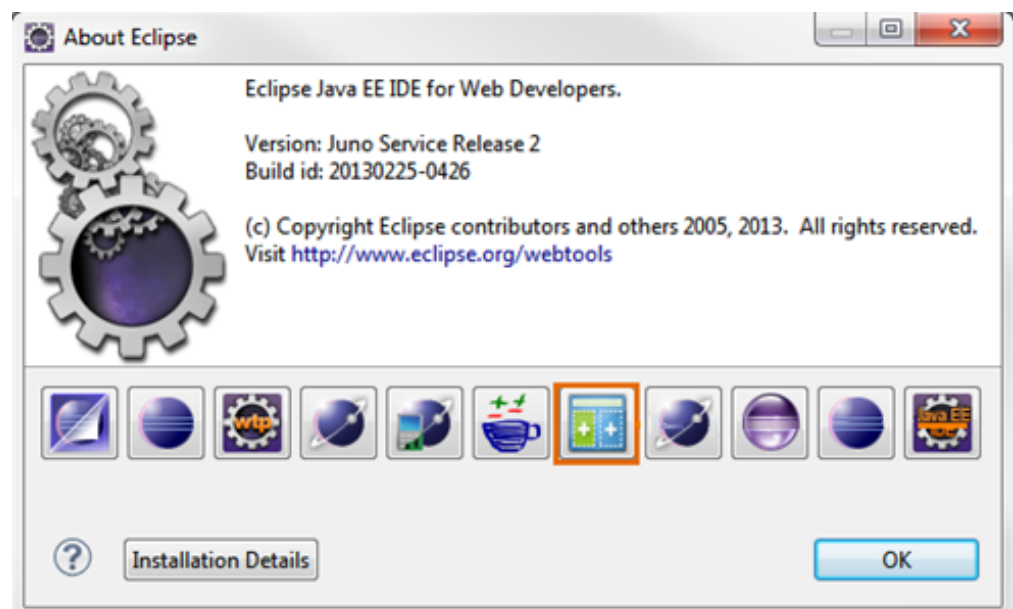 About Eclipse
Eclipse Java EE IDE for Web Developers.
Version: Juno Service Release 2
Build id: 20130225-0426
(c) Copyright Eclipse contributors and others 2005, 2013.  All rights reserved.
Visit http://www.eclipse.org/webtools
wtp
Java EE
IDE
? Installation Details OK